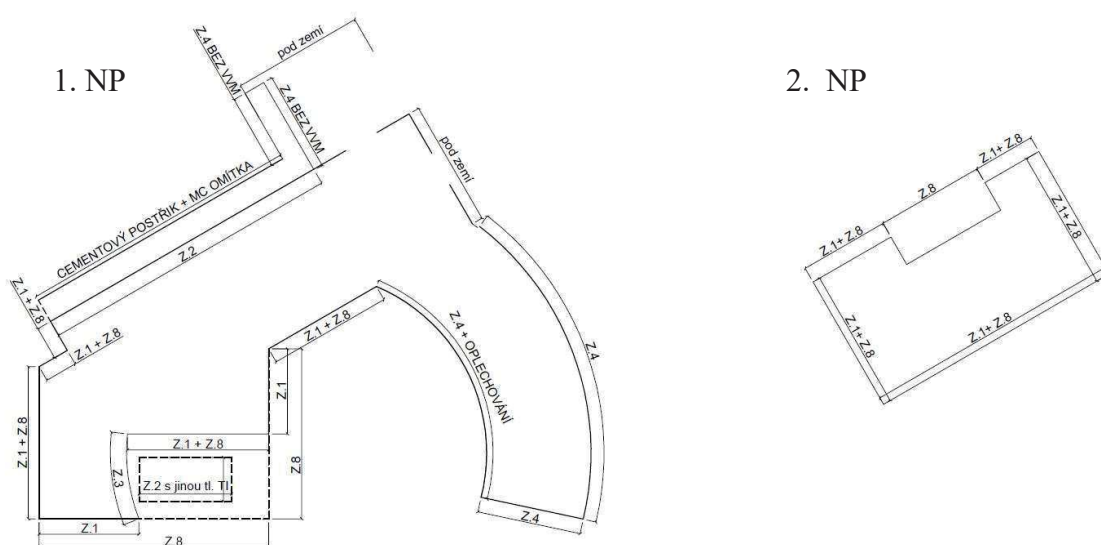 1. NP
2. NP
Z.4 BEZ VVM
pod zemí
Z.4 BEZ VVM
pod zemí
CEMENTOVÝ POSTŘIK + MC OMÍTKA
Z.2
Z.1 + Z.8
Z.1 + Z.8
Z.1 + Z.8
Z.1 + Z.8
Z.1
Z.4 + OPLECHOVÁNÍ
Z.4
Z.1 + Z.8
Z.3
Z.2 s jinou tl. TI
Z.8
Z.1
Z.8
Z.4
Z.1+ Z.8
Z.8
Z.1+ Z.8
Z.1+ Z.8
Z.1+ Z.8
Z.1+ Z.8